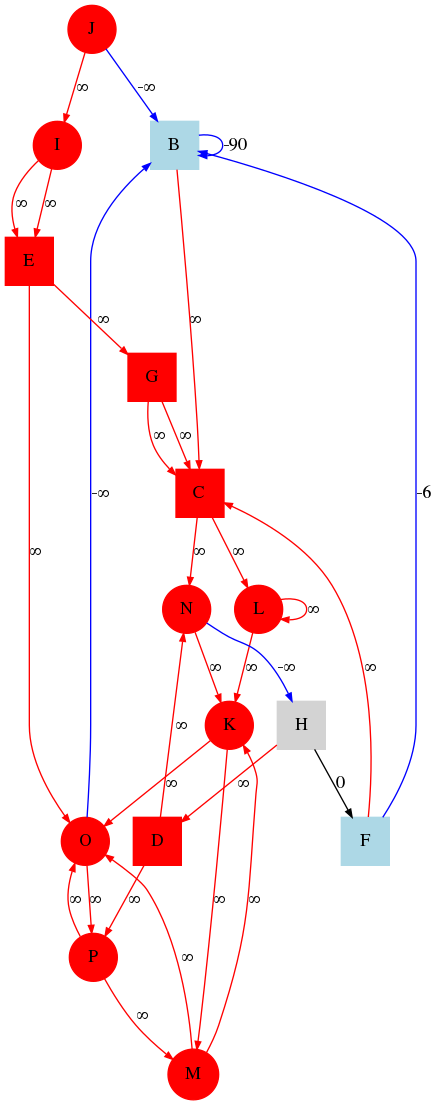 J
∞ -∞
I B -90
∞ ∞
E
∞ ∞
G
∞ ∞
C
∞ -∞ ∞ ∞
N L ∞
∞ ∞ -∞ ∞ -6
K H
∞ ∞ ∞ 0
O D F
∞ ∞ ∞ ∞ ∞
P ∞
∞
M